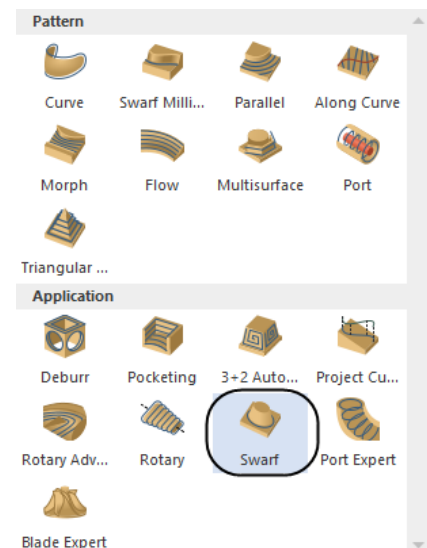 Pattern
Curve
Swarf Milli...
Parallel
Along Curve
Morph
Flow
Multisurface
Port
Triangular ...
Application
Deburr
Pocketing
3+2 Auto...
Project Cu...
Rotary Adv...
Rotary
Swarf
Port Expert
Blade Expert